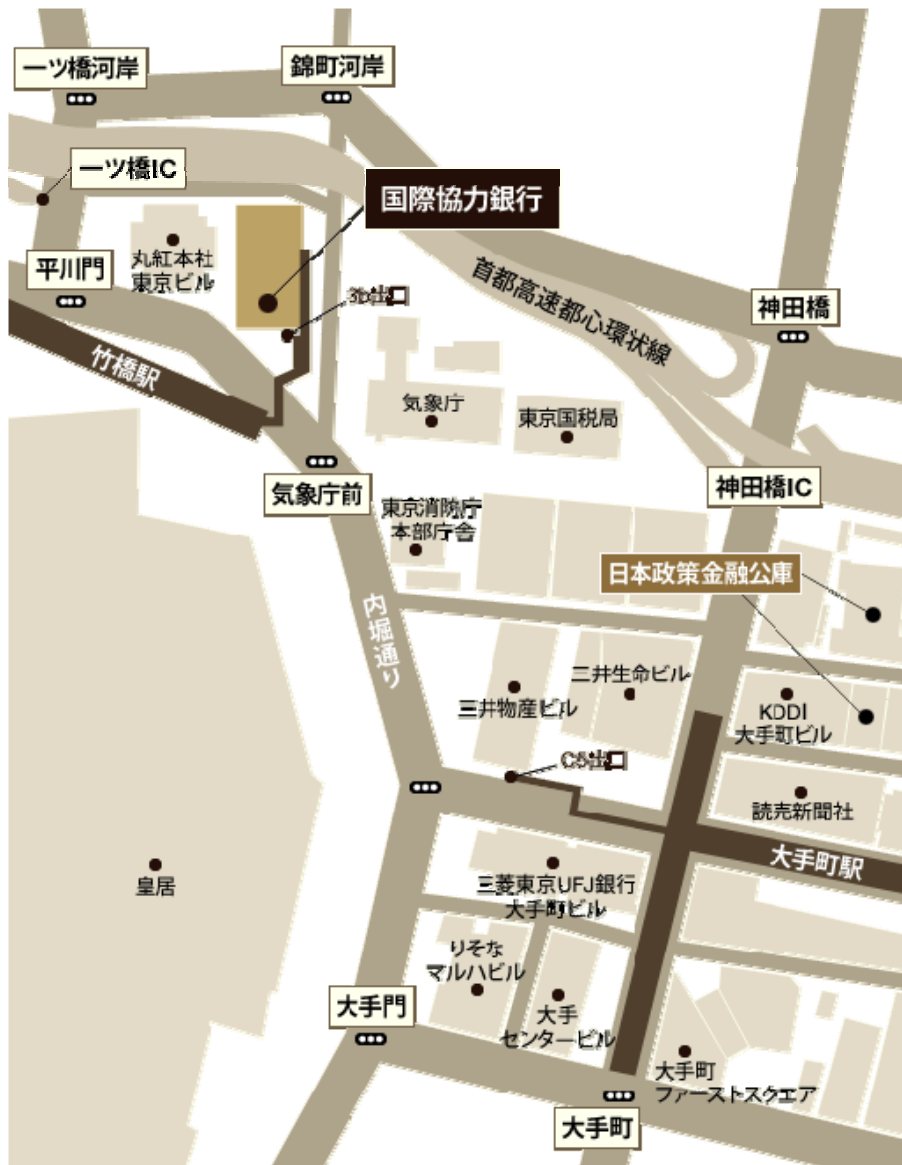 一ツ橋河岸
錦町河岸
一ツ橋IC
国際協力銀行
平川門
丸紅本社
東京ビル
3b出口
首都高速都心環状線
神田橋
竹橋駅
気象庁
東京国税局
気象庁前
神田橋IC
東京消防庁
本部庁舎
日本政策金融公庫
内堀通り
三井物産ビル
三井生命ビル
KDDI
大手町ビル
C5出口
読売新聞社
大手町駅
皇居
三菱東京UFJ銀行
大手町ビル
りそな
マルハビル
大手門
大手
センタービル
大手町
ファーストスクエア
大手町